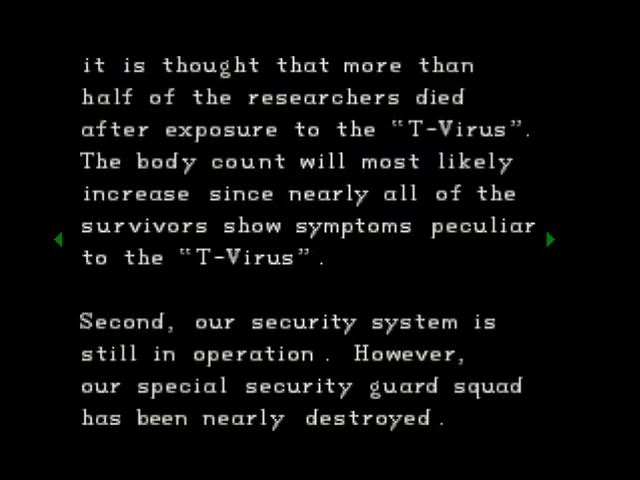 it is thought that more than
half of the researchers died
after exposure to the “T-Virus”.
The body count will most likely
increase since nearly all of the
survivors show symptoms peculiar
to the “T-Virus”.
Second, our security system is
still in operation. However,
our special security guard squad
has been nearly destroyed.